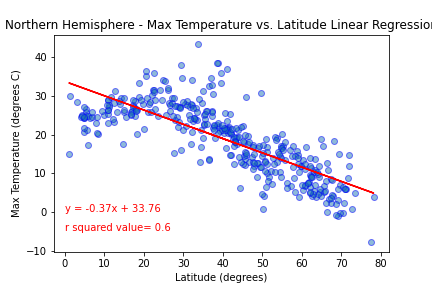 Northern Hemisphere - Max Temperature vs. Latitude Linear Regression
Max Temperature (degrees C)
40
30
20
10
0
−10
y = -0.37x + 33.76
r squared value= 0.6
0 10 20 30 40 50 60 70 80
Latitude (degrees)